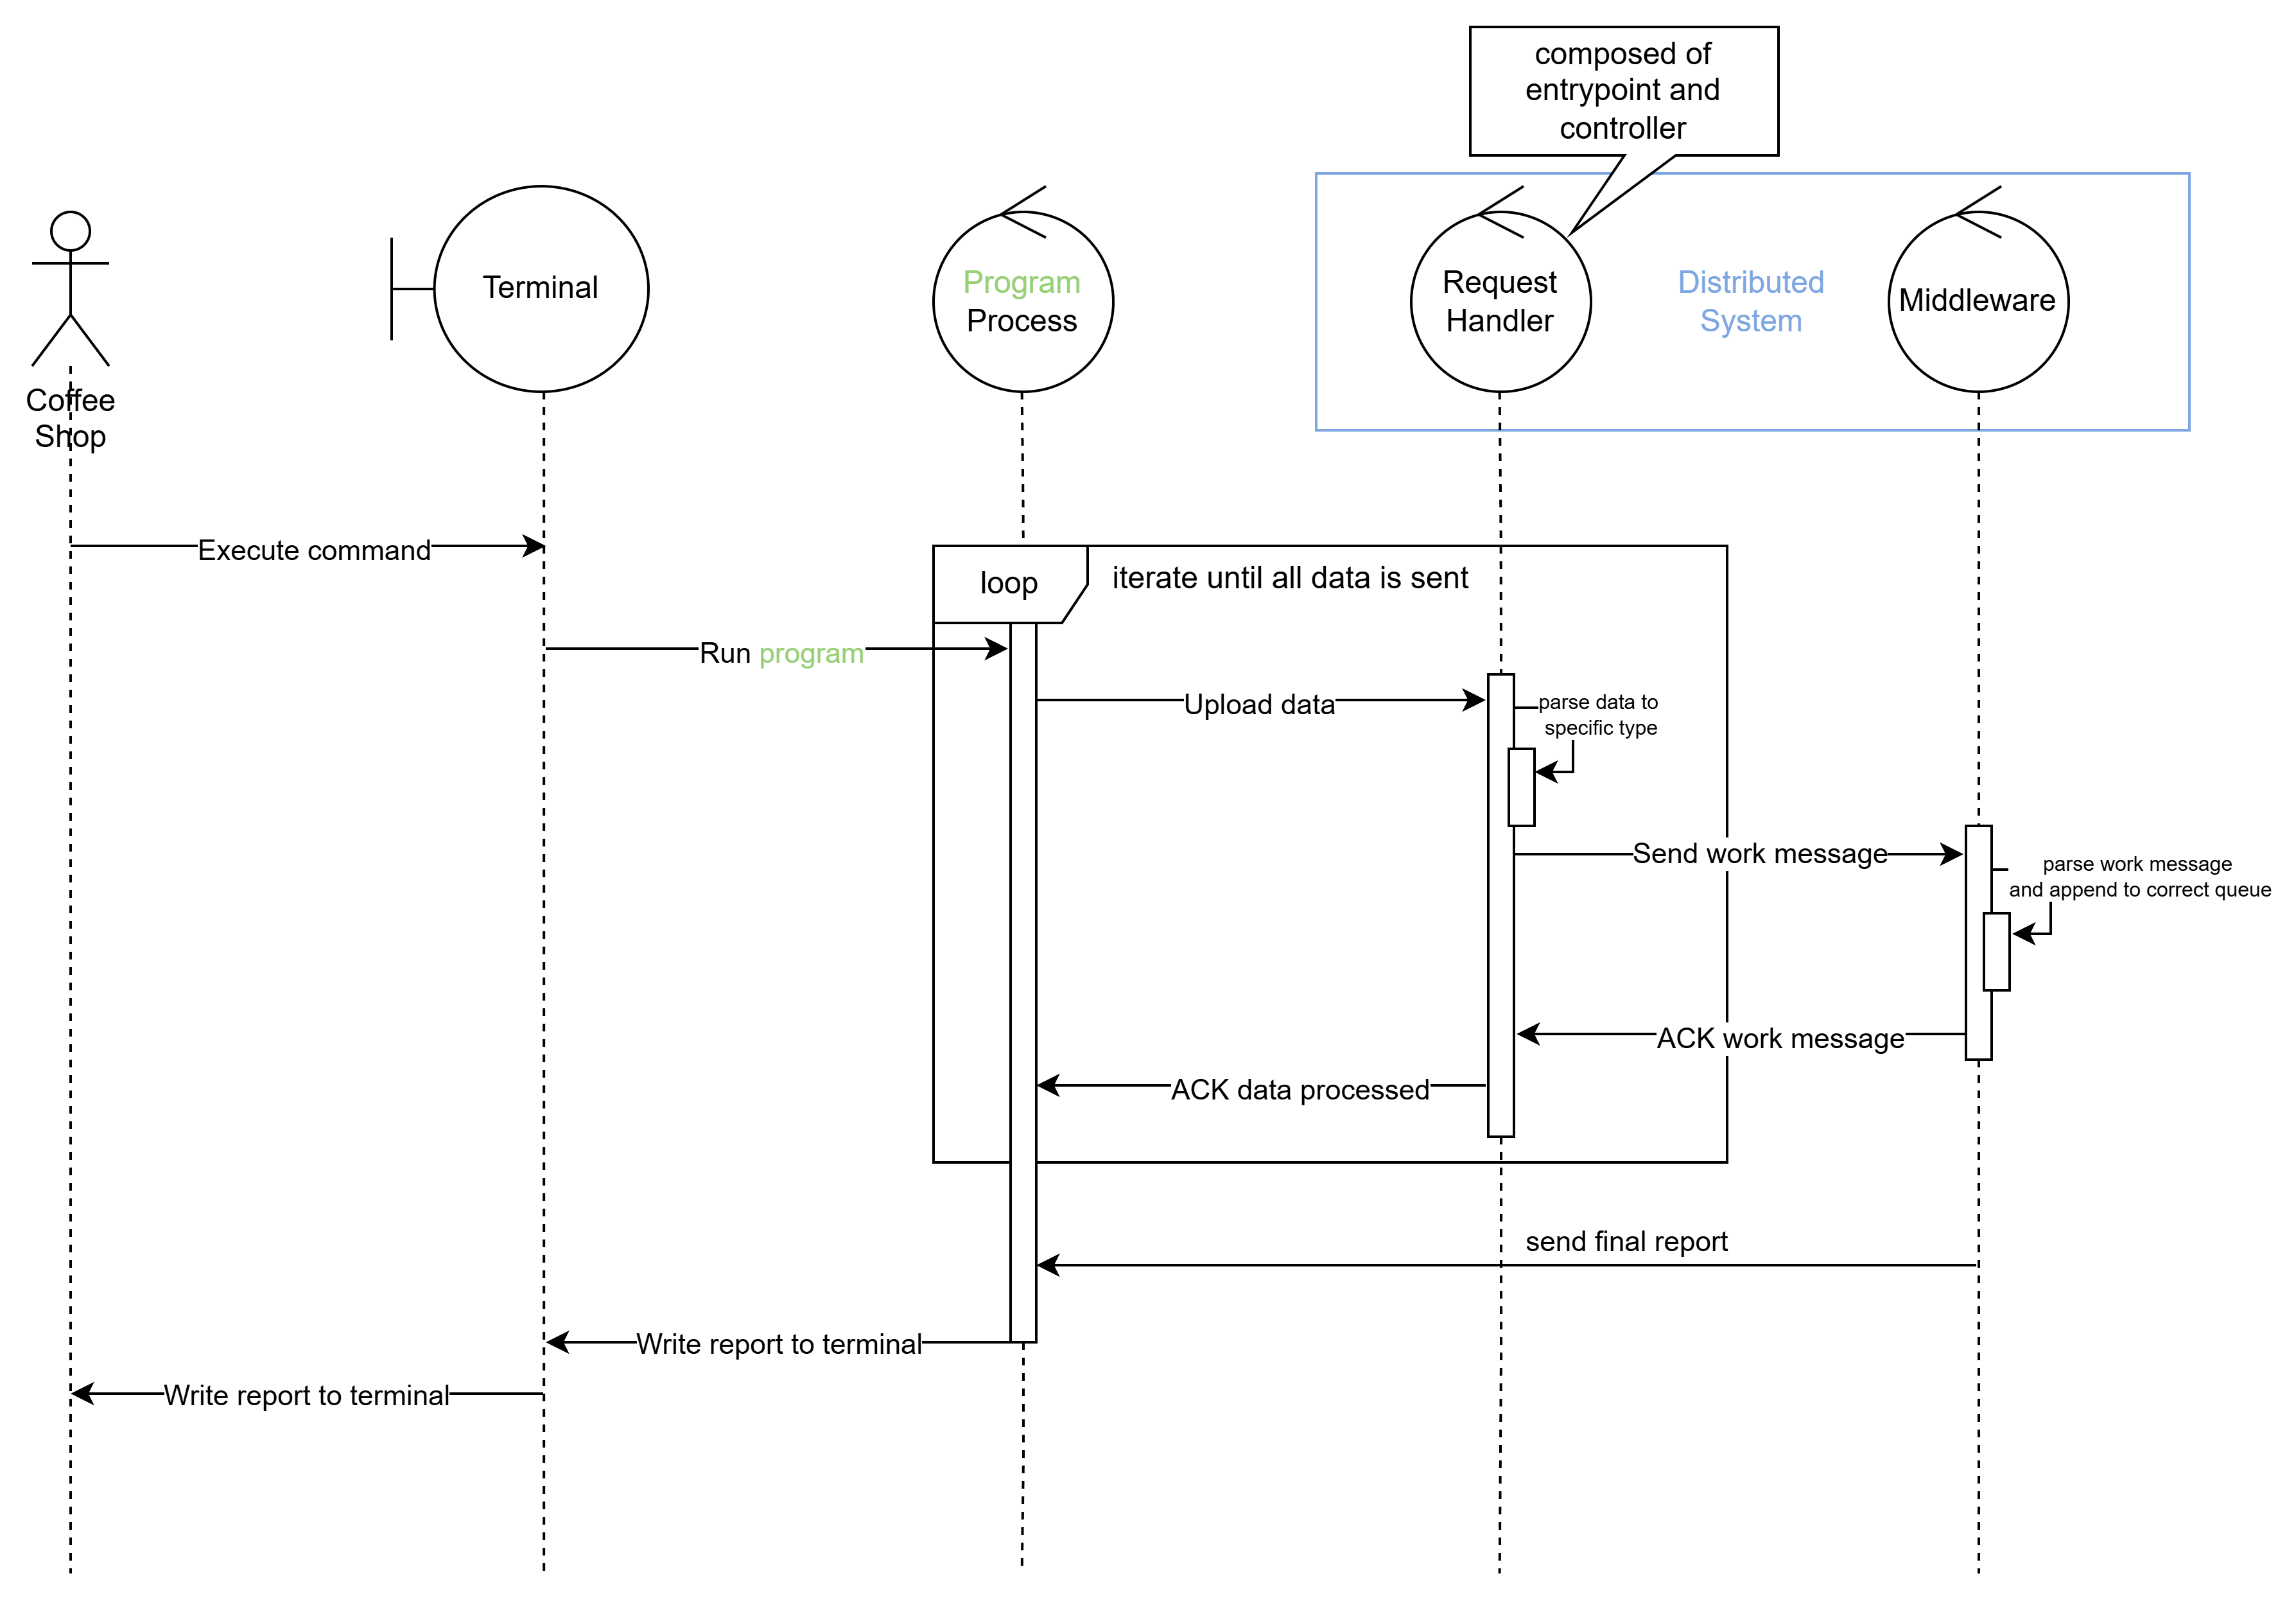 composed of
entrypoint and
controller
Coffee
Shop
Terminal
Program
Process
Request
Handler
Distributed
System
Middleware
Execute command
loop
iterate until all data is sent
Run program
Upload data
parse data to
specific type
Send work message
parse work message
and append to correct queue
ACK work message
ACK data processed
send final report
Write report to terminal
Write report to terminal